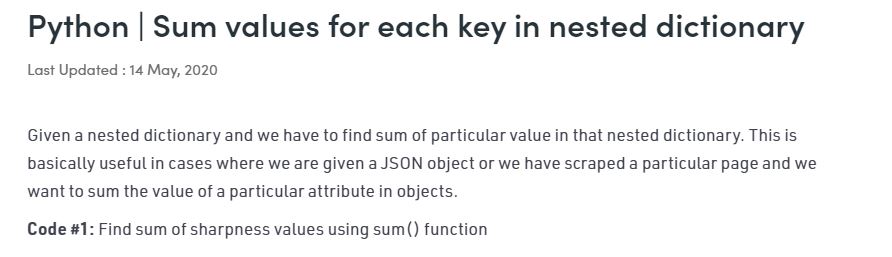 Python | Sum values for each key in nested dictionary
Last Updated : 14 May, 2020
Given a nested dictionary and we have to find sum of particular value in that nested dictionary. This is
basically useful in cases where we are given a JSON object or we have scraped a particular page and we
want to sum the value of a particular attribute in objects.
Code #1: Find sum of sharpness values using sum() function